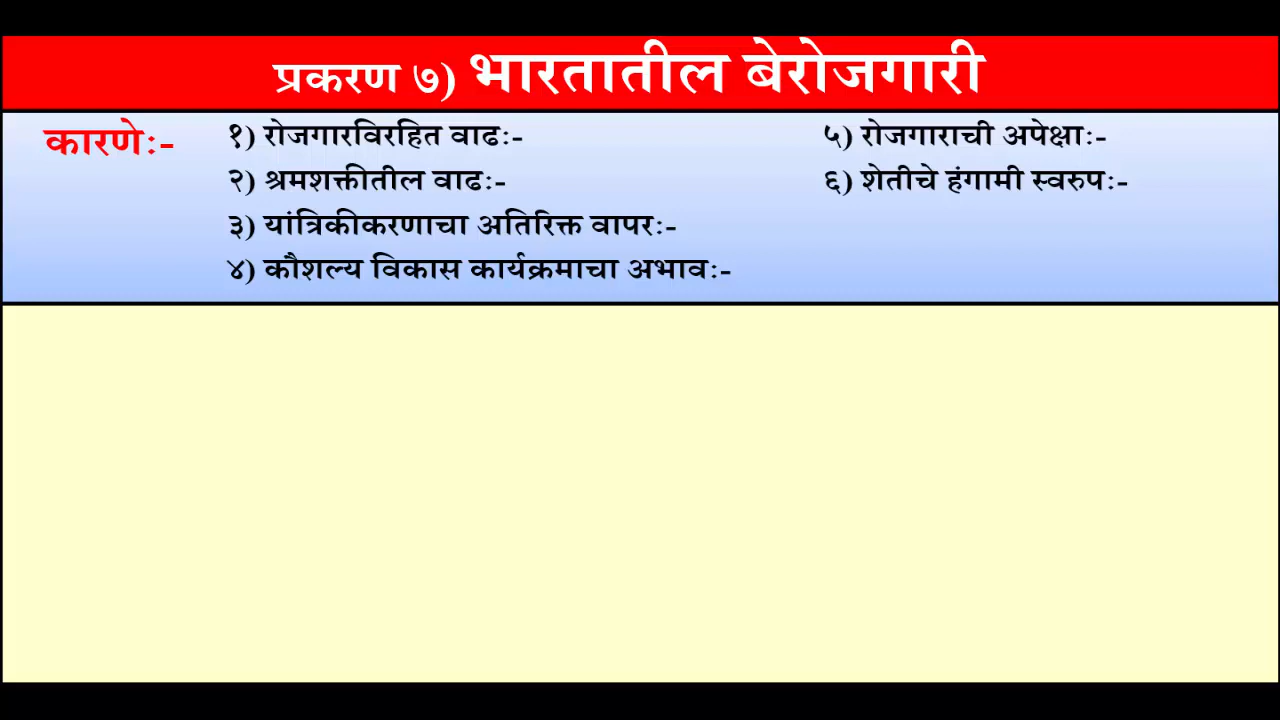 प्रकरण ७) भारतातील बेरोजगारी
कारणेः-
१) रोजगारविरहित वाढः-
२) श्रमशक्तीतील वाढः-
३) यांत्रिकीकरणाचा अतिरिक्त वापरः-
४) कौशल्य विकास कार्यक्रमाचा अभावः-
५) रोजगाराची अपेक्षाः-
६) शेतीचे हंगामी स्वरुपः-